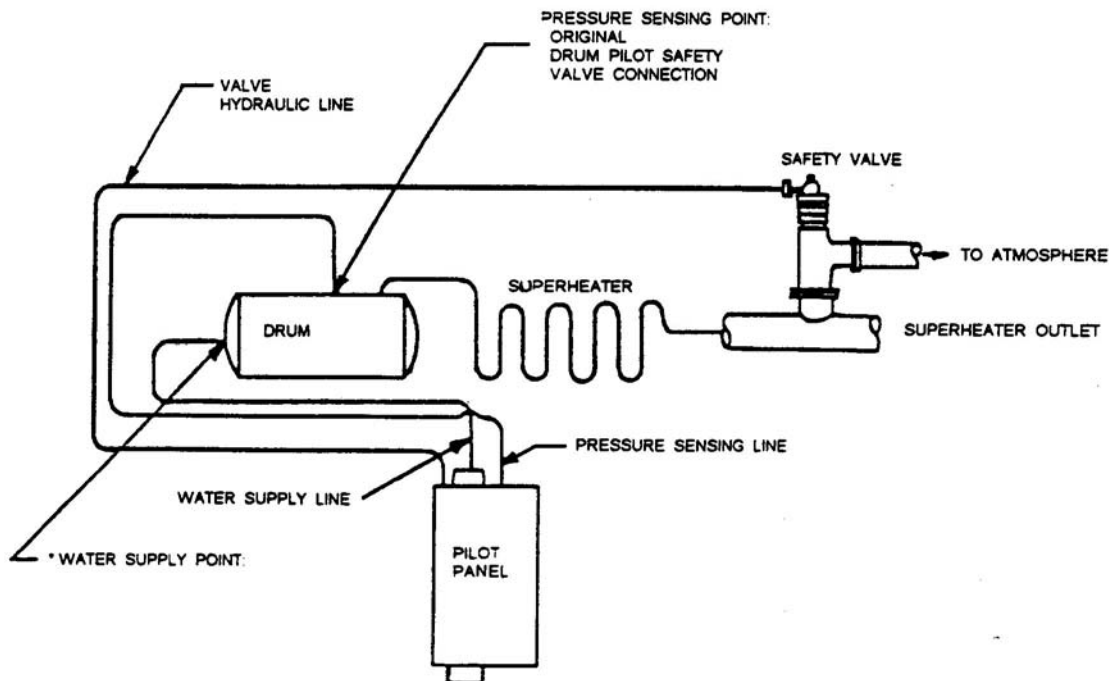 PRESSURE SENSING POINT:
ORIGINAL
DRUM PILOT SAFETY
VALVE CONNECTION
VALVE
HYDRAULIC LINE
SAFETY VALVE
TO ATMOSPHERE
SUPERHEATER
DRUM
SUPERHEATER OUTLET
PRESSURE SENSING LINE
WATER SUPPLY LINE
*WATER SUPPLY POINT:
PILOT
PANEL